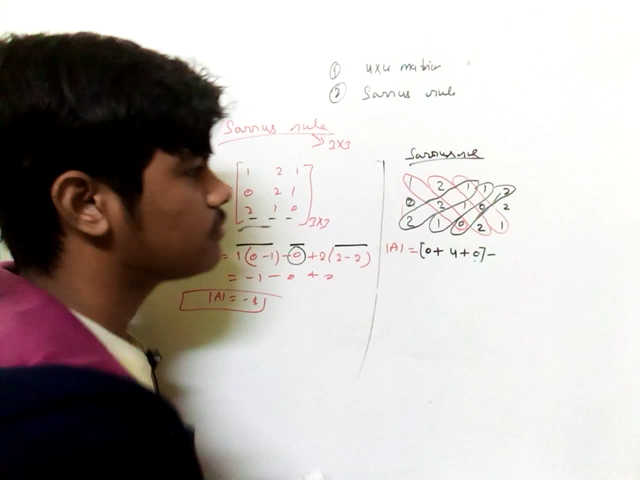 ① 4x4 matrix
② Sarrus rule
Sarrus rule
3x3
1 2 1
0 2 1
2 1 0
3x3
= 1(0-1) -0 +2(2-2)
= -1 - 0 + 0
|A| = -1
Sarrus rule
1 2 1 1 2
0 2 1 0 2
2 1 0 2 1
|A| = [0+ 4 +0] -